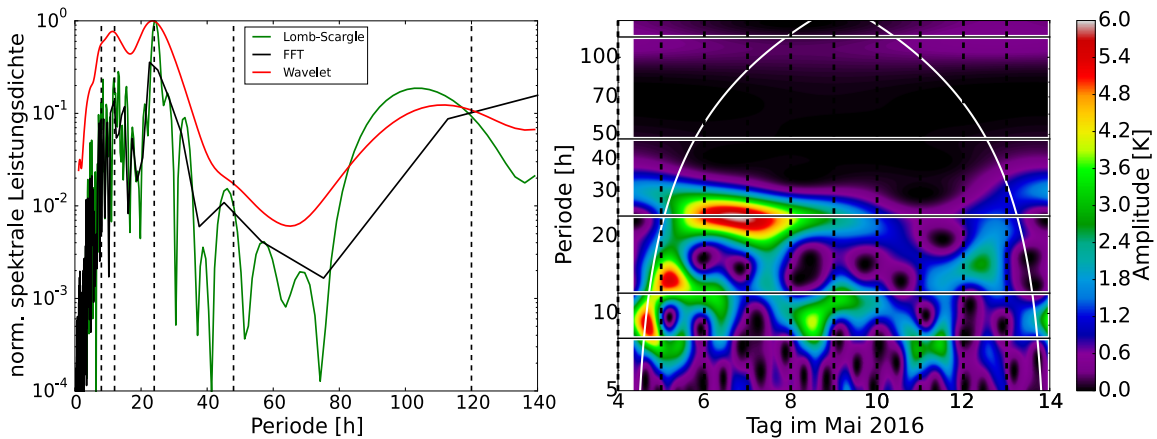 norm. spektrale Leistungsdichte
10^0
10^-1
10^-2
10^-3
10^-4
0 20 40 60 80 100 120 140
Periode [h]
Lomb-Scargle
FFT
Wavelet
Periode [h]
100
70
50
40
30
20
10
5
4 6 8 10 12 14
Tag im Mai 2016
6.0
5.4
4.8
4.2
3.6
3.0
2.4
1.8
1.2
0.6
0.0
Amplitude [K]